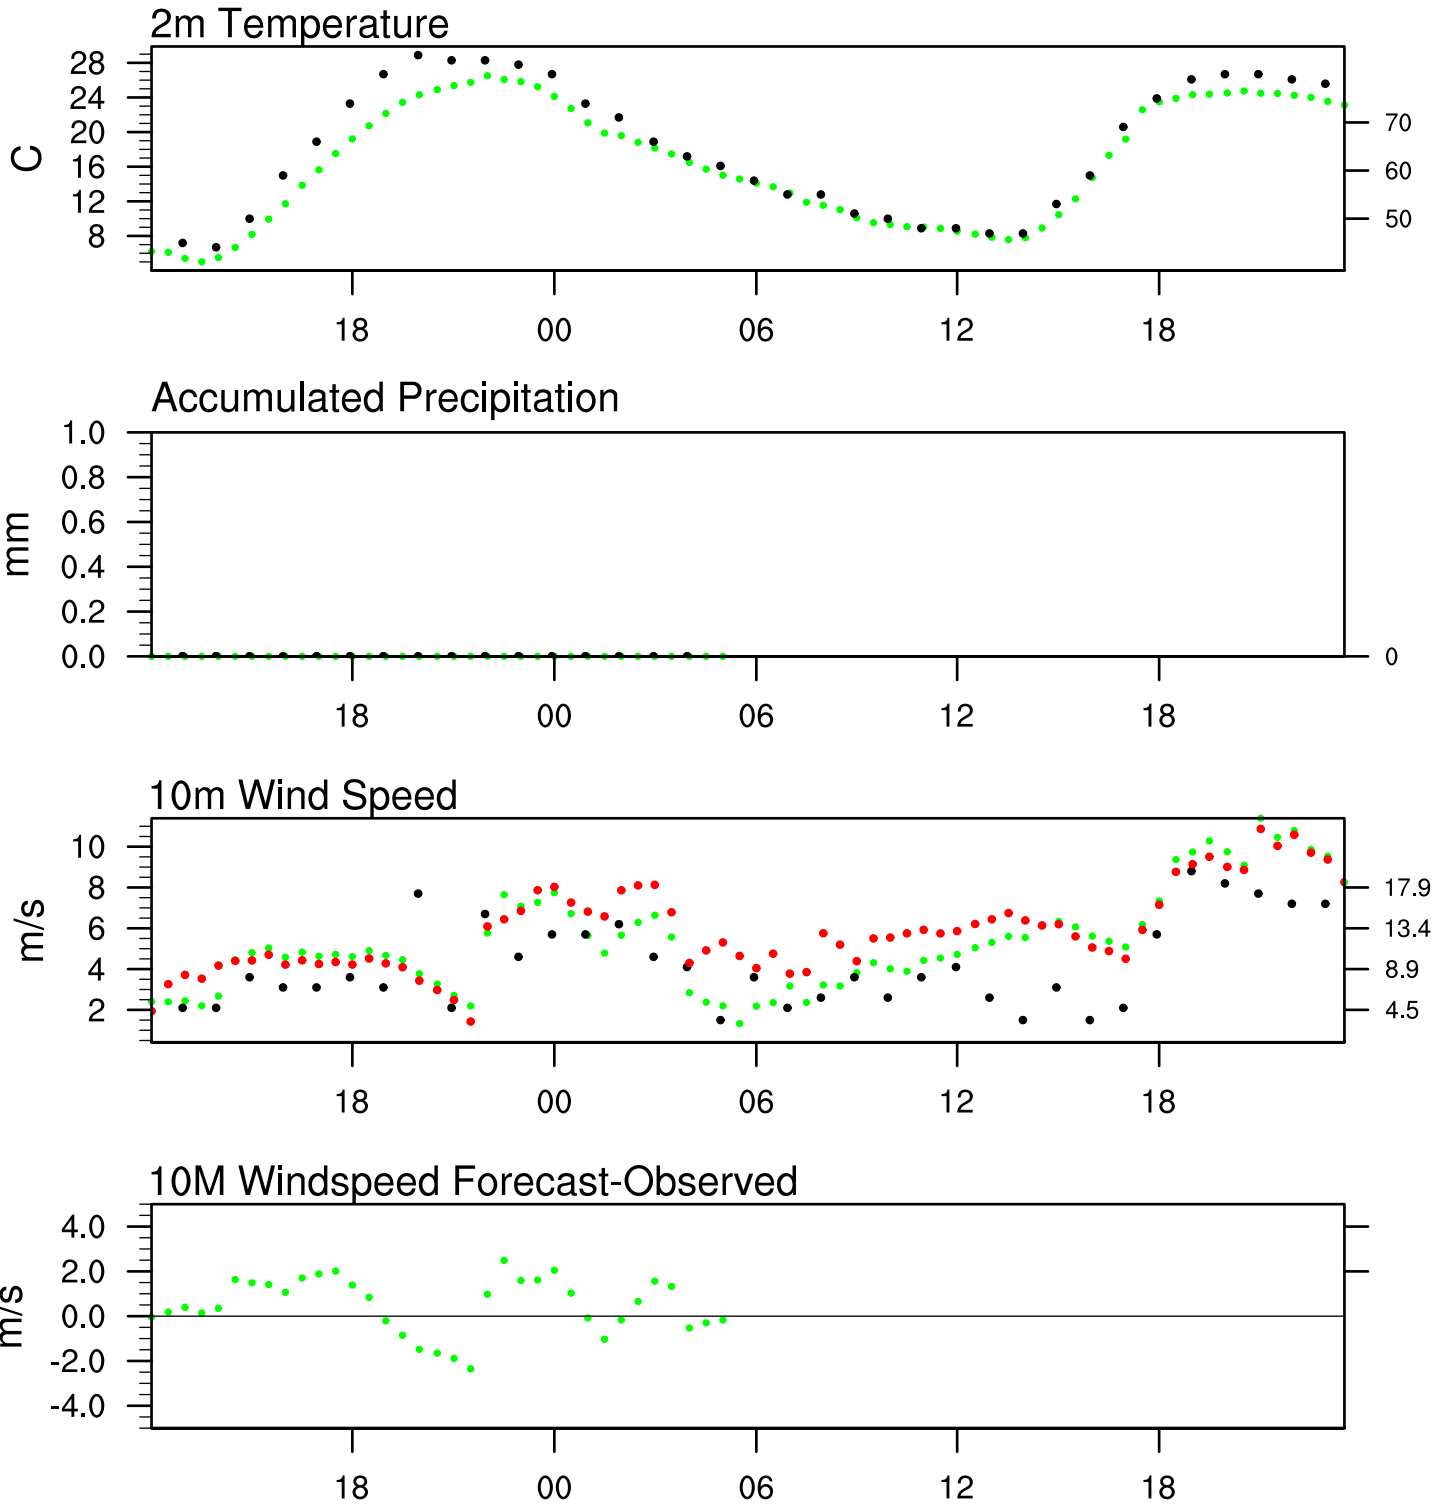 2m Temperature
28
24
20
16
12
8
C
70
60
50
18 00 06 12 18
Accumulated Precipitation
1.0
0.8
0.6
0.4
0.2
0.0
mm
0
18 00 06 12 18
10m Wind Speed
10
8
6
4
2
m/s
17.9
13.4
8.9
4.5
18 00 06 12 18
10M Windspeed Forecast-Observed
4.0
2.0
0.0
-2.0
-4.0
m/s
18 00 06 12 18